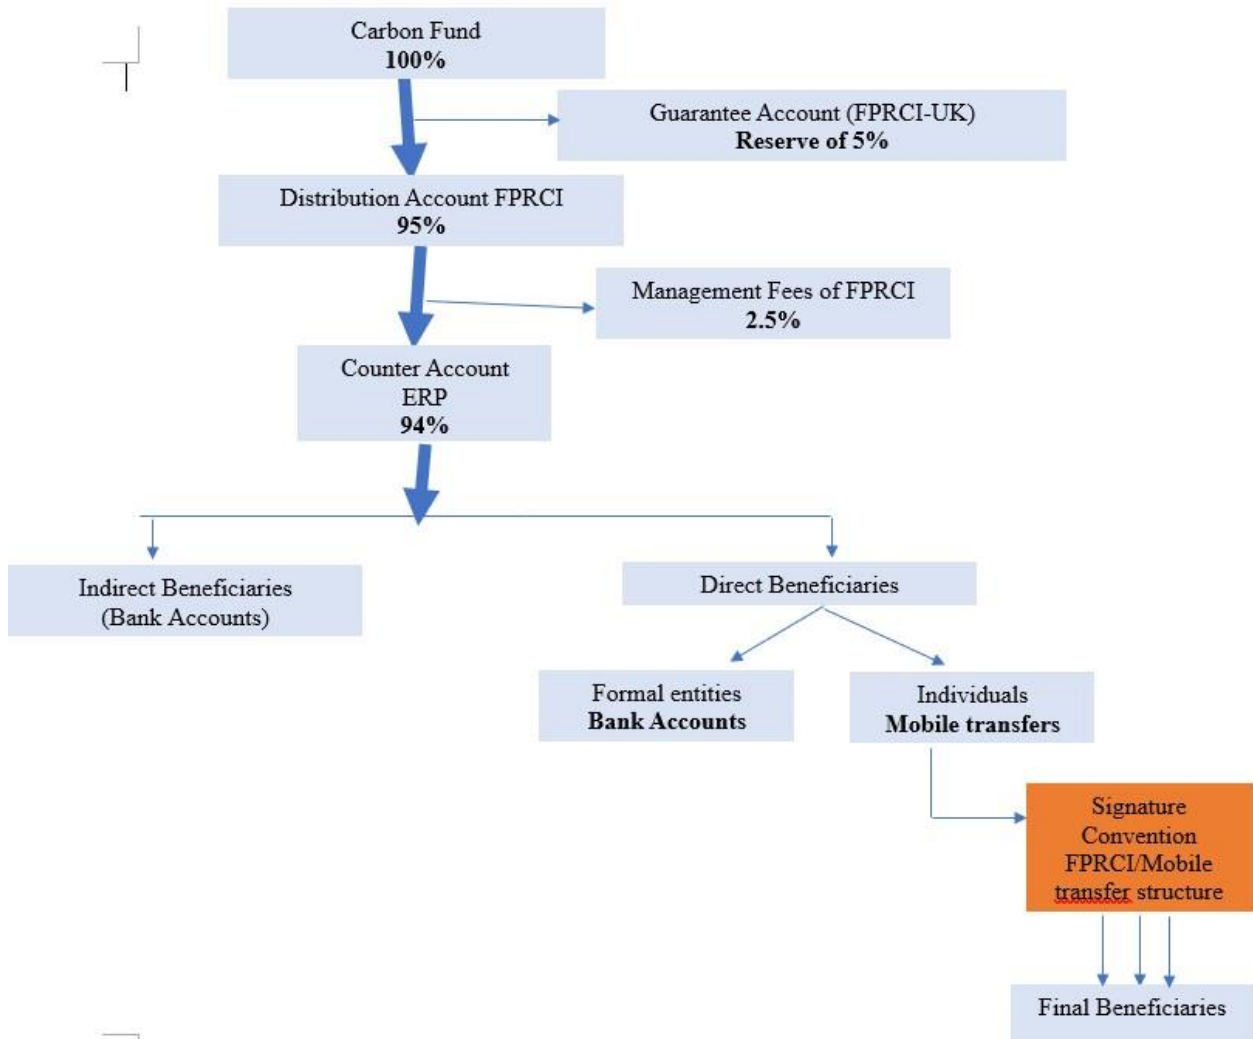 Carbon Fund
100%
Guarantee Account (FPRCI-UK)
Reserve of 5%
Distribution Account FPRCI
95%
Management Fees of FPRCI
2.5%
Counter Account
ERP
94%
Indirect Beneficiaries
(Bank Accounts)
Direct Beneficiaries
Formal entities
Bank Accounts
Individuals
Mobile transfers
Signature
Convention
FPRCI/Mobile
transfer structure
Final Beneficiaries